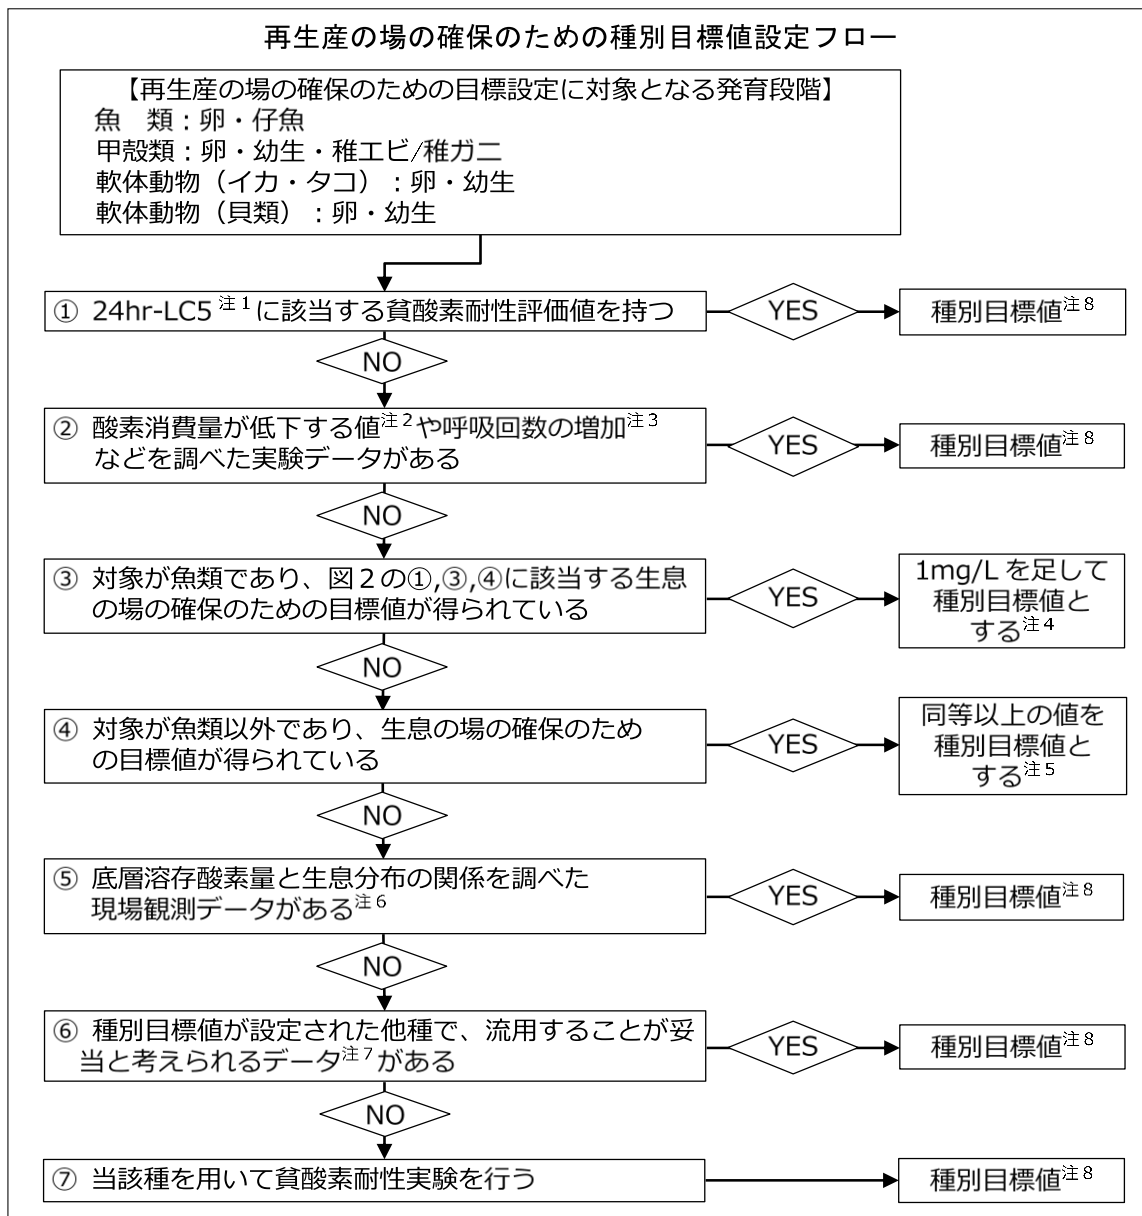 再生産の場の確保のための種別目標値設定フロー
【再生産の場の確保のための目標設定に対象となる発育段階】
魚　類：卵・仔魚
甲殻類：卵・幼生・稚エビ/稚ガニ
軟体動物（イカ・タコ）：卵・幼生
軟体動物（貝類）：卵・幼生
① 24hr-LC5注１に該当する貧酸素耐性評価値を持つ
YES
種別目標値注８
NO
② 酸素消費量が低下する値注２や呼吸回数の増加注３
などを調べた実験データがある
YES
種別目標値注８
NO
③ 対象が魚類であり、図２の①,③,④に該当する生息
の場の確保のための目標値が得られている
YES
1mg/L を足して
種別目標値と
する注４
NO
④ 対象が魚類以外であり、生息の場の確保のため
の目標値が得られている
YES
同等以上の値を
種別目標値と
する注５
NO
⑤ 底層溶存酸素量と生息分布の関係を調べた
現場観測データがある注６
YES
種別目標値注８
NO
⑥ 種別目標値が設定された他種で、流用することが妥
当と考えられるデータ注７がある
YES
種別目標値注８
NO
⑦ 当該種を用いて貧酸素耐性実験を行う
種別目標値注８